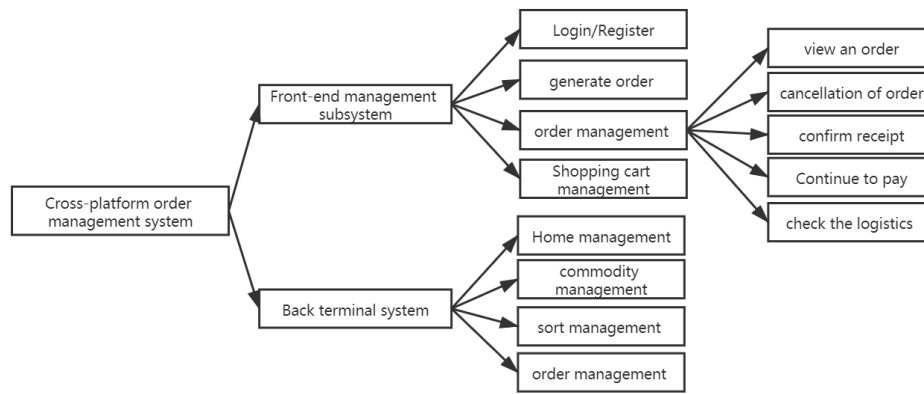 Cross-platform order
management system
Front-end management
subsystem
Login/Register
generate order
order management
Shopping cart
management
view an order
cancellation of order
confirm receipt
Continue to pay
check the logistics
Back terminal system
Home management
commodity
management
sort management
order management